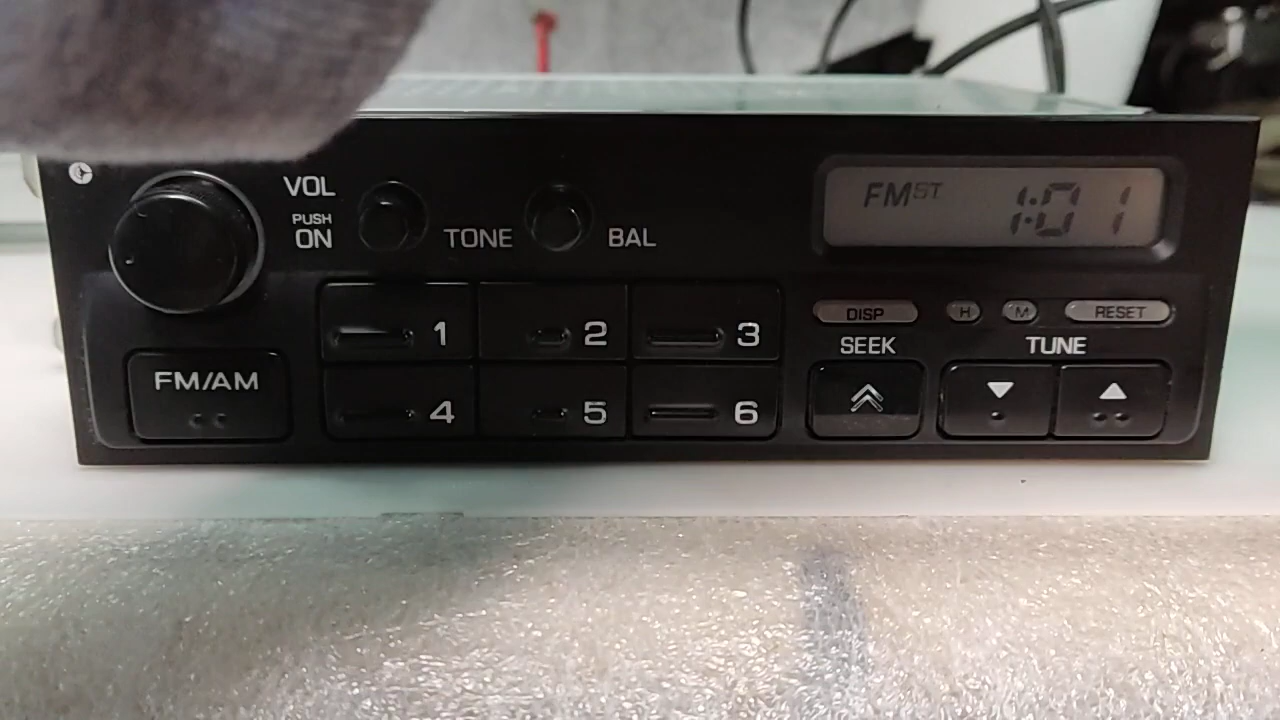 VOL
PUSH
ON
TONE
BAL
FM ST 1:01
DISP H M RESET
SEEK TUNE
FM/AM
1 2 3
4 5 6